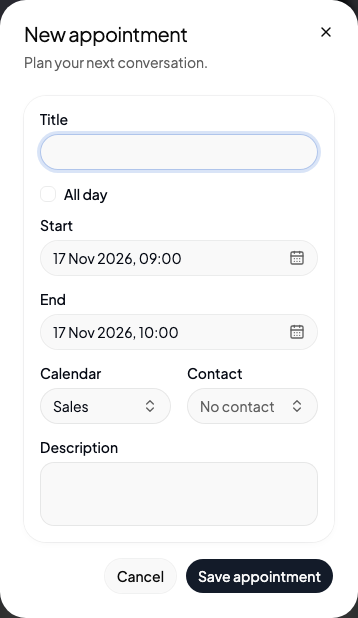 New appointment
Plan your next conversation.
Title
All day
Start
17 Nov 2026, 09:00
End
17 Nov 2026, 10:00
Calendar Contact
Sales No contact
Description
Cancel Save appointment